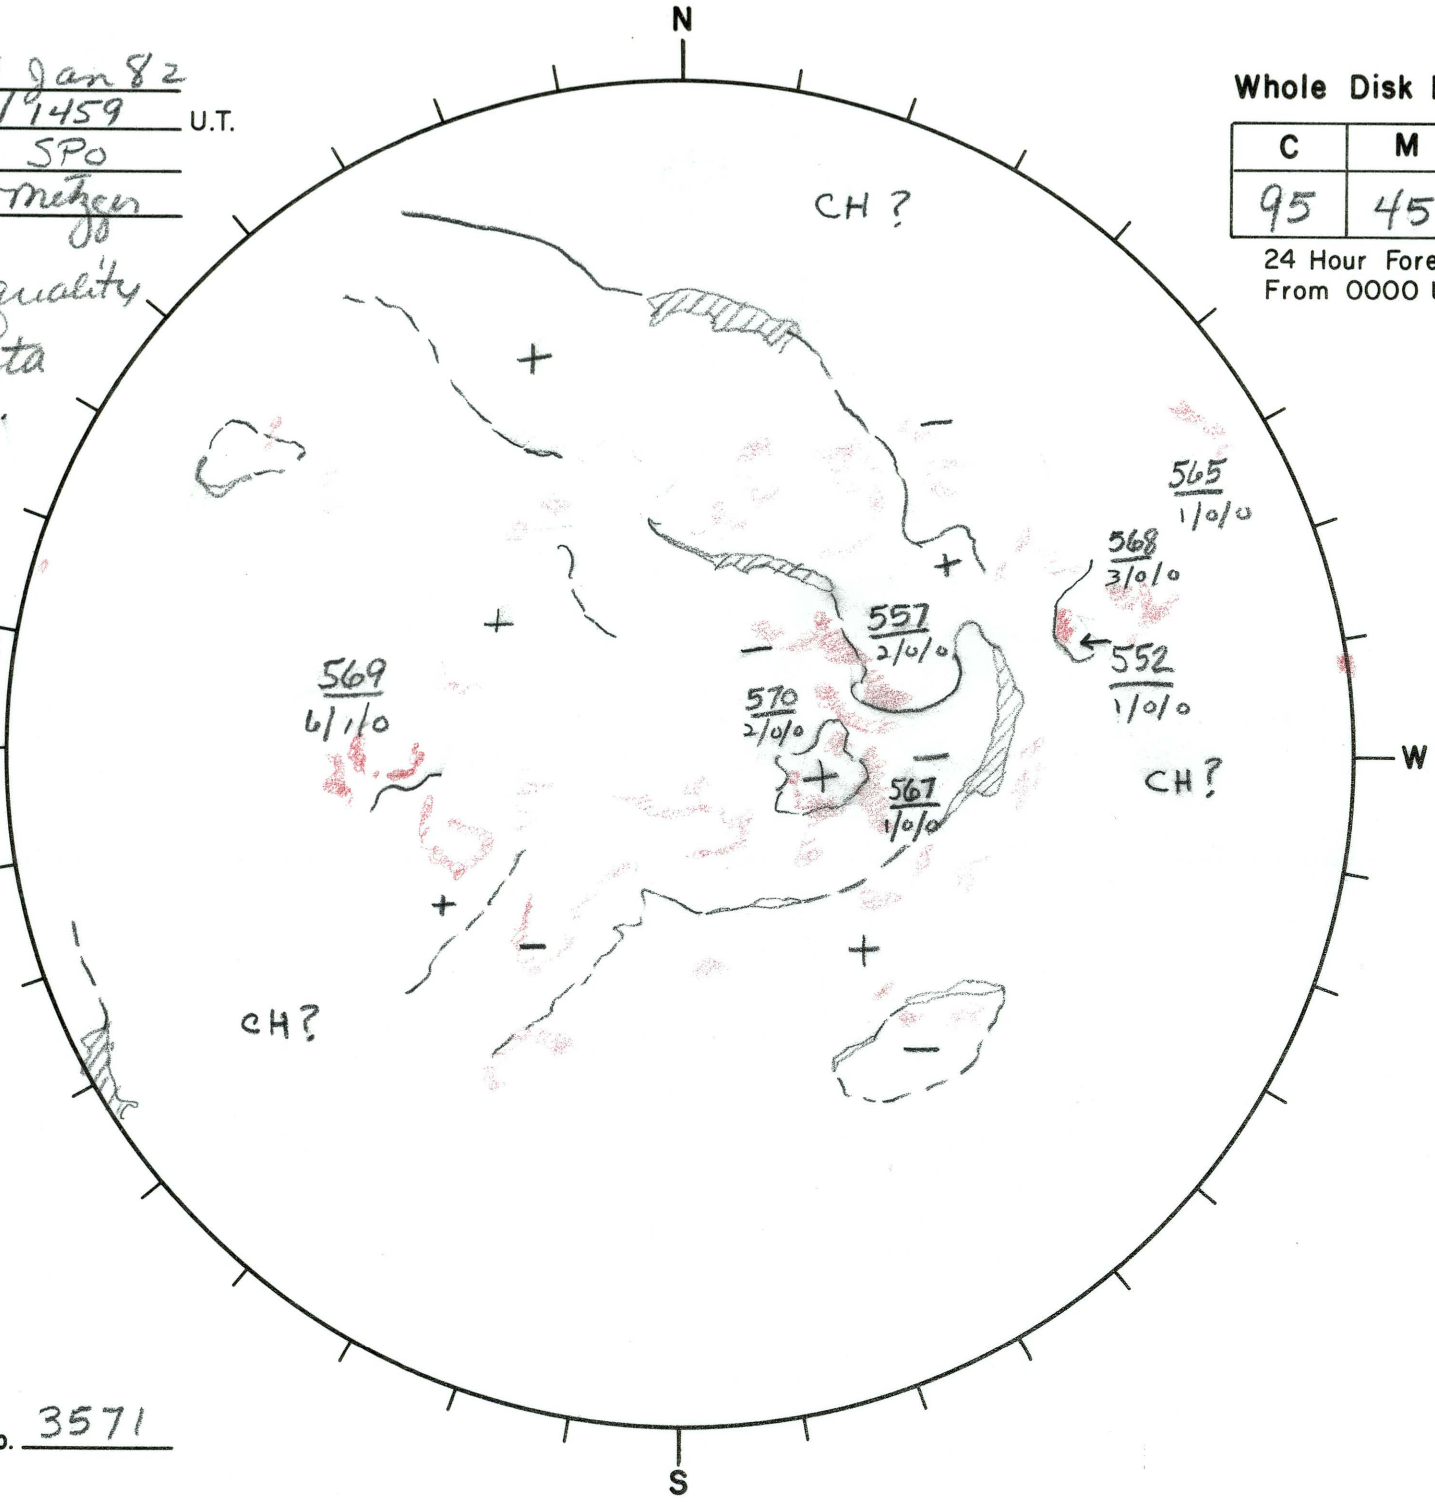 N
Jan 82
1459 U.T.
SPO
Metzger
quality
ta
Whole Disk
C M
95 45
24 Hour Fore
From 0000 U
CH?
+
−
565
1/0/0
568
3/0/0
+
557
2/0/0
552
1/0/0
+
−
569
6/1/0
570
2/0/0
−
W
+
567
1/0/0
CH?
+
−
+
CH?
−
3571
S